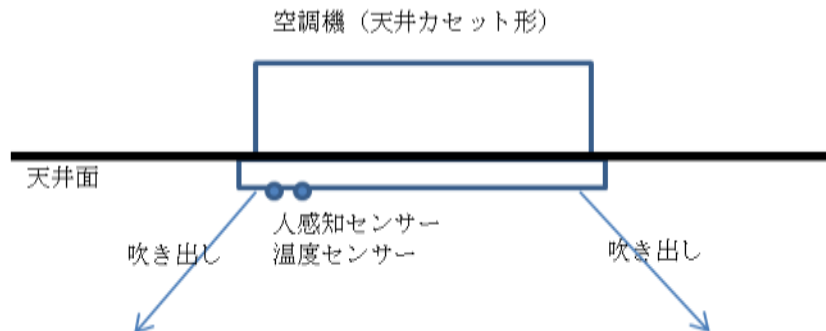 空調機（天井カセット形）
天井面
人感知センサー
温度センサー
吹き出し
吹き出し